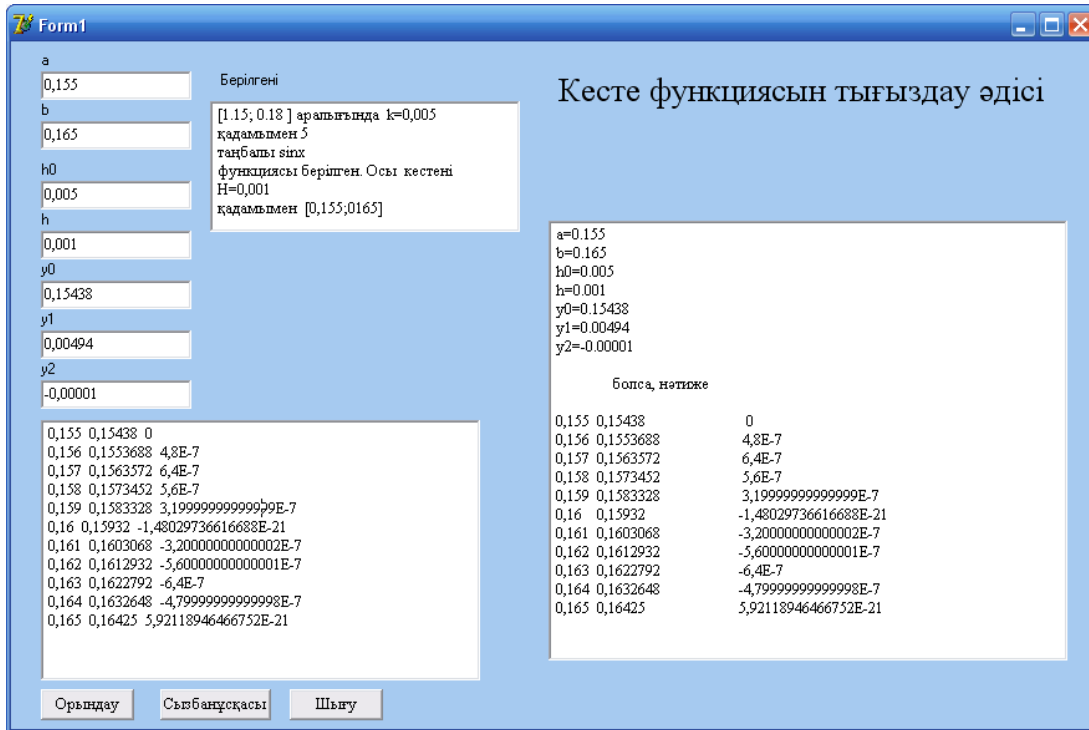 Form1
a
0,155
b
0,165
h0
0,005
h
0,001
y0
0,15438
y1
0,00494
y2
-0,00001
Берілгені
[1.15; 0.18 ] аралығында k=0,005
қадамымен 5
таңбалы sinx
функциясы берілген. Осы кестені
H=0,001
қадамымен [0,155;0165]
Кесте функциясын тығыздау әдісі
0,155 0,15438 0
0,156 0,1553688 4,8E-7
0,157 0,1563572 6,4E-7
0,158 0,1573452 5,6E-7
0,159 0,1583328 3,19999999999999E-7
0,16 0,15932 -1,48029736616688E-21
0,161 0,1603068 -3,20000000000002E-7
0,162 0,1612932 -5,60000000000001E-7
0,163 0,1622792 -6,4E-7
0,164 0,1632648 -4,79999999999998E-7
0,165 0,16425 5,92118946466752E-21
a=0.155
b=0.165
h0=0.005
h=0.001
y0=0.15438
y1=0.00494
y2=-0.00001
болса, нәтиже
0,155 0,15438 0
0,156 0,1553688 4,8E-7
0,157 0,1563572 6,4E-7
0,158 0,1573452 5,6E-7
0,159 0,1583328 3,19999999999999E-7
0,16 0,15932 -1,48029736616688E-21
0,161 0,1603068 -3,20000000000002E-7
0,162 0,1612932 -5,60000000000001E-7
0,163 0,1622792 -6,4E-7
0,164 0,1632648 -4,79999999999998E-7
0,165 0,16425 5,92118946466752E-21
Орындау Сызбанұсқасы Шығу